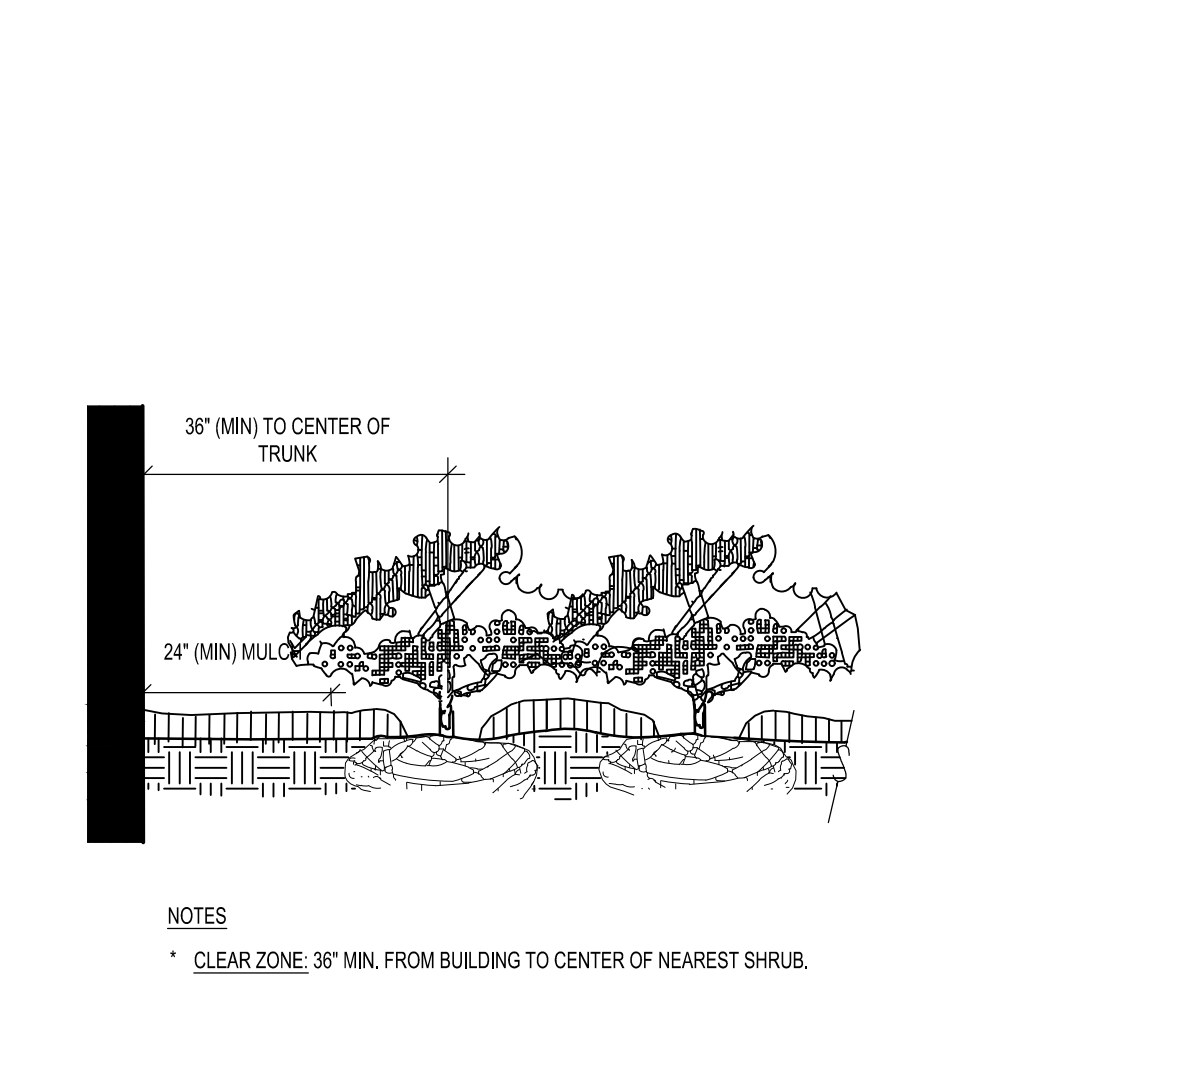 36" (MIN) TO CENTER OF
TRUNK
24" (MIN) MULCH
NOTES
* CLEAR ZONE: 36" MIN. FROM BUILDING TO CENTER OF NEAREST SHRUB.